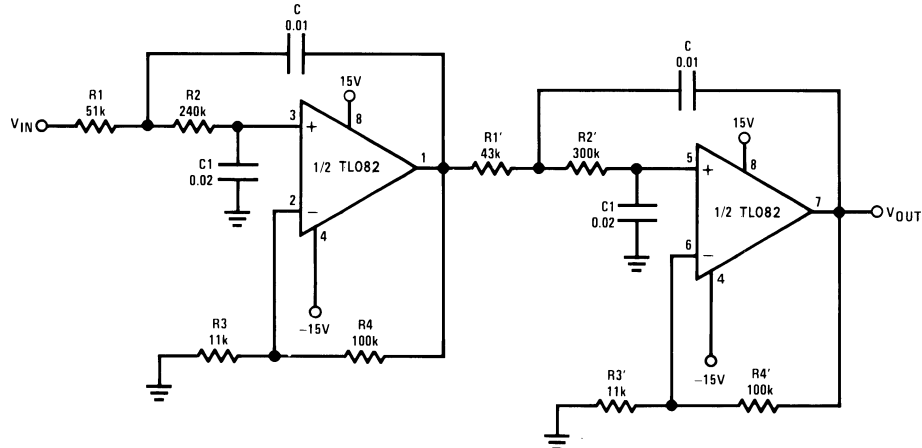 C
0.01
R1
51k
R2
240k
VIN
C1
0.02
3
+
15V
8
1/2 TL082
1
2
−
4
−15V
R3
11k
R4
100k
R1'
43k
R2'
300k
C
0.01
C1
0.02
5
+
15V
8
1/2 TL082
7
VOUT
6
−
4
−15V
R3'
11k
R4'
100k